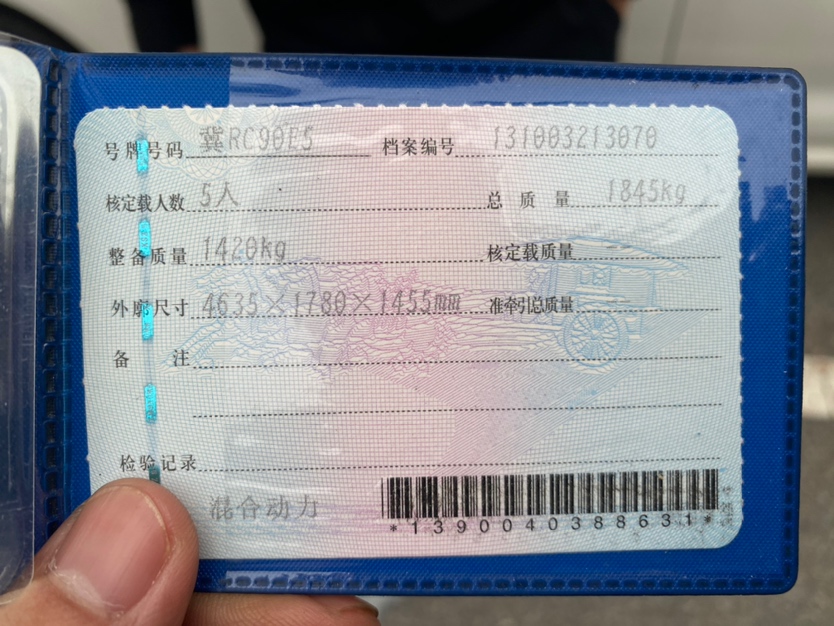 号牌号码 冀RC90E5 档案编号 131003213070
核定载人数 5人 总质量 1845kg
整备质量 1420kg 核定载质量 --
外廓尺寸 4635×1780×1455mm 准牵引总质量 --
备注
检验记录
混合动力
*1390040388631*